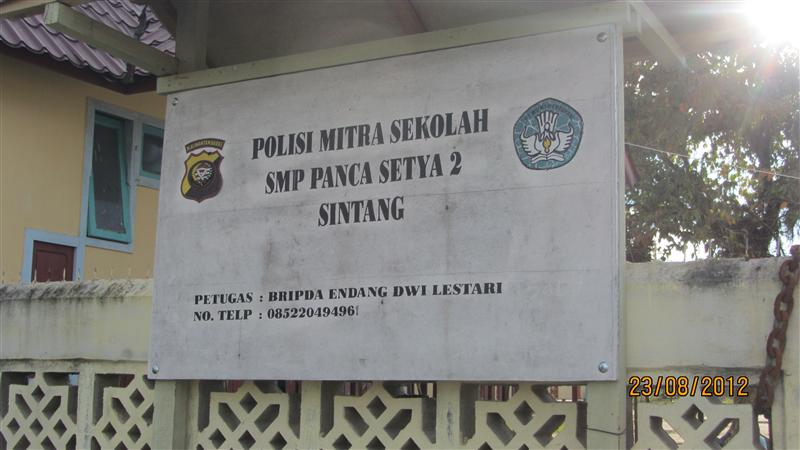 POLISI MITRA SEKOLAH
SMP PANCA SETYA 2
SINTANG
PETUGAS : BRIPDA ENDANG DWI LESTARI
NO. TELP : 085220494961
23/08/2012